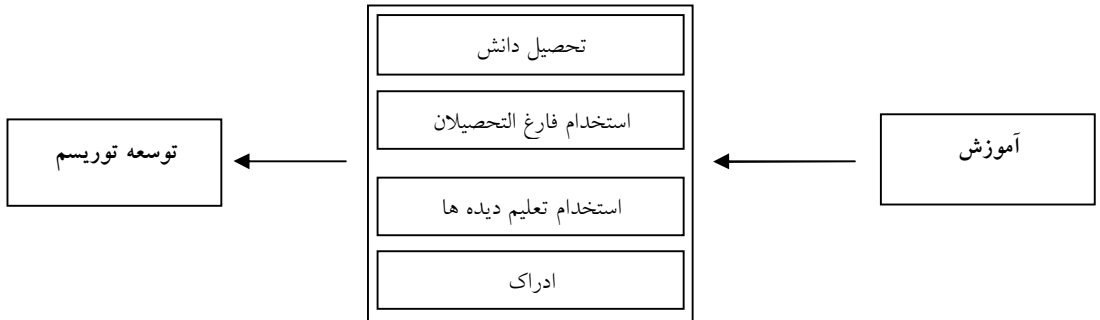 آموزش
تحصیل دانش
استخدام فارغ التحصیلان
استخدام تعلیم دیده ها
ادراک
توسعه توریسم